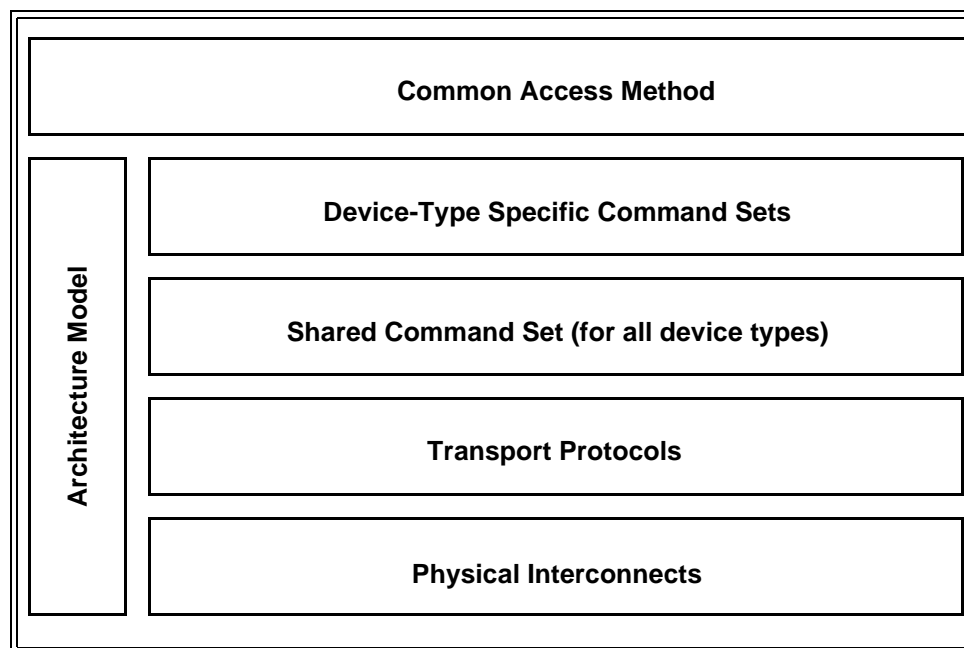 Common Access Method
Architecture Model
Device-Type Specific Command Sets
Shared Command Set (for all device types)
Transport Protocols
Physical Interconnects